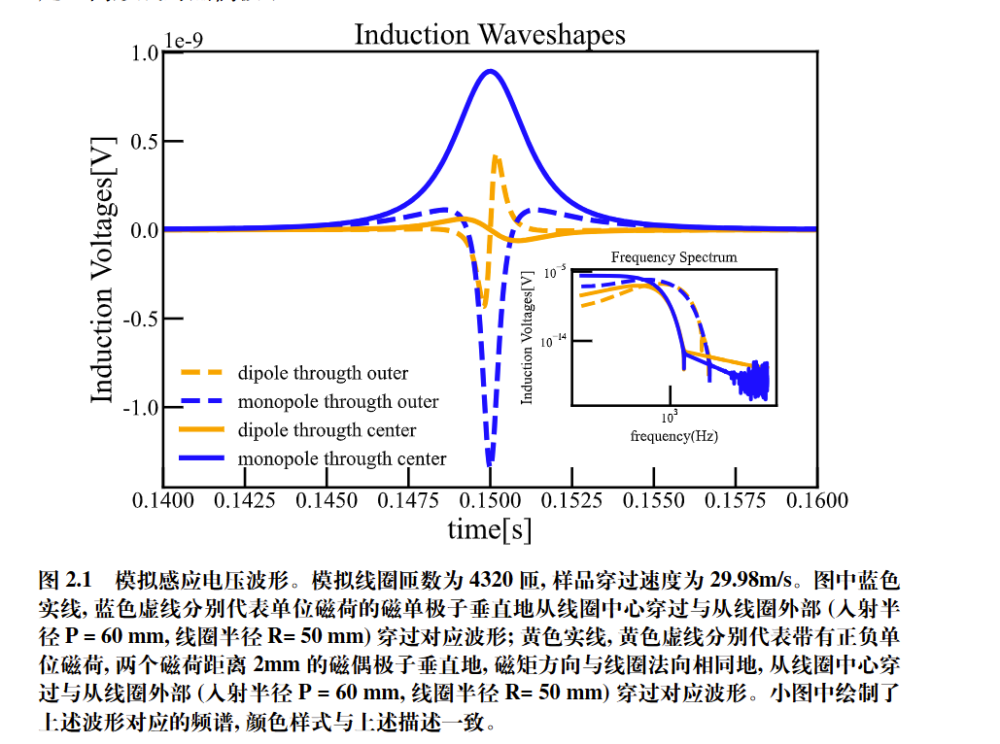 Induction Waveshapes
1e-9
1.0
0.5
0.0
-0.5
-1.0
Induction Voltages[V]
dipole througth outer
monopole througth outer
dipole througth center
monopole througth center
Frequency Spectrum
10⁻⁵
10⁻¹⁴
Induction Voltages[V]
10³
frequency(Hz)
0.1400 0.1425 0.1450 0.1475 0.1500 0.1525 0.1550 0.1575 0.1600
time[s]
图 2.1 模拟感应电压波形。模拟线圈匝数为 4320 匝, 样品穿过速度为 29.98m/s。图中蓝色
实线, 蓝色虚线分别代表单位磁荷的磁单极子垂直地从线圈中心穿过与从线圈外部 (入射半
径 P = 60 mm, 线圈半径 R= 50 mm) 穿过对应波形; 黄色实线, 黄色虚线分别代表带有正负单
位磁荷, 两个磁荷距离 2mm 的磁偶极子垂直地, 磁矩方向与线圈法向相同地, 从线圈中心穿
过与从线圈外部 (入射半径 P = 60 mm, 线圈半径 R= 50 mm) 穿过对应波形。小图中绘制了
上述波形对应的频谱, 颜色样式与上述描述一致。